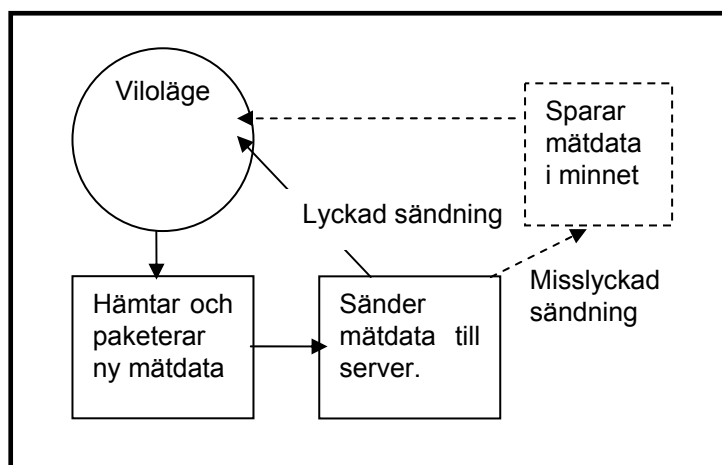 Viloläge
Sparar
mätdata
i minnet
Lyckad sändning
Misslyckad
sändning
Hämtar och
paketerar
ny mätdata
Sänder
mätdata till
server.